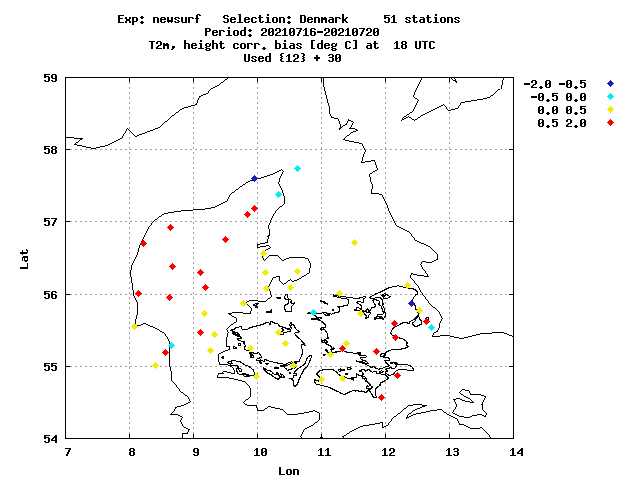 Exp: newsurf   Selection: Denmark     51 stations
Period: 20210716-20210720
T2m, height corr. bias [deg C] at  18 UTC
Used {12} + 30
-2.0 -0.5
-0.5 0.0
0.0 0.5
0.5 2.0
59
58
57
56
55
54
Lat
7 8 9 10 11 12 13 14
Lon